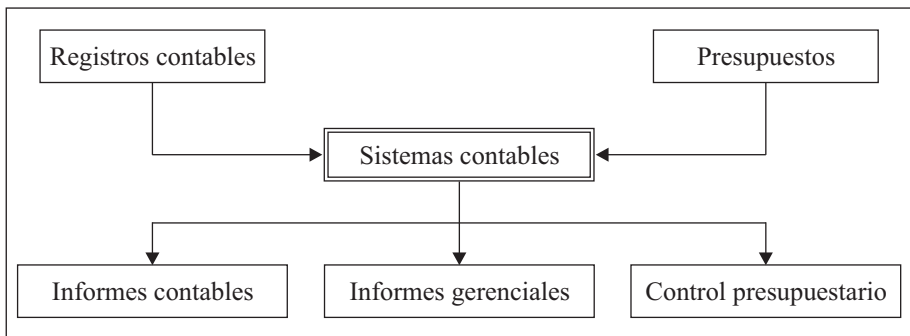 Registros contables
Presupuestos
Sistemas contables
Informes contables
Informes gerenciales
Control presupuestario